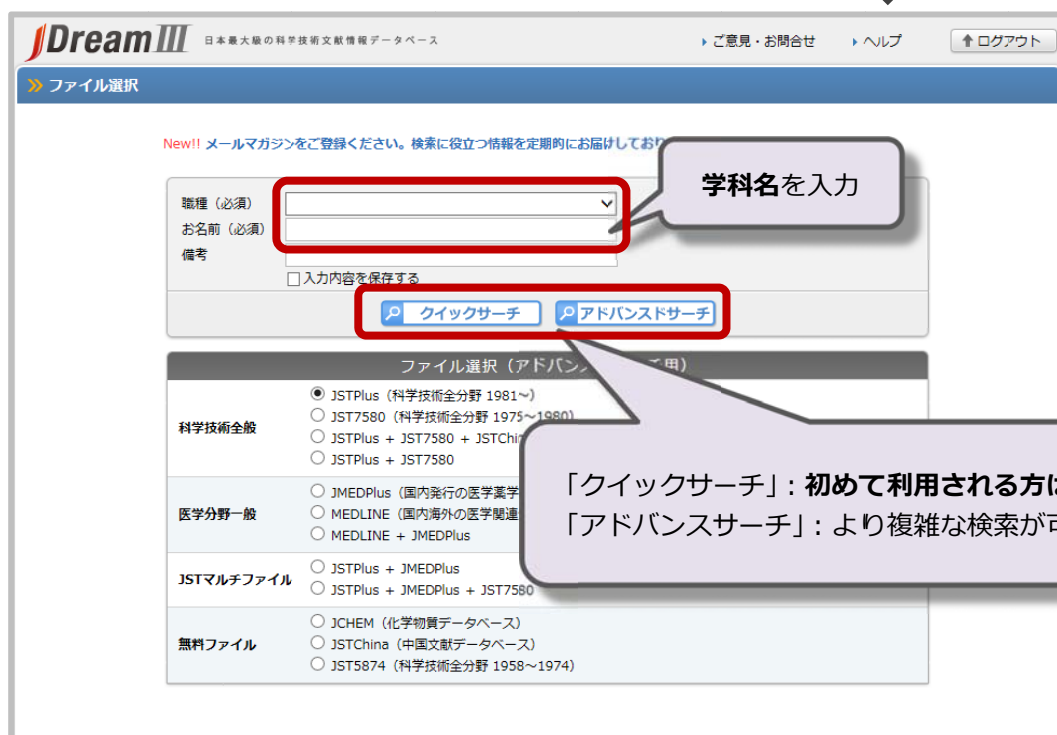 JDreamⅢ 日本最大級の科学技術文献情報データベース ご意見・お問合せ ヘルプ ログアウト
ファイル選択
New!! メールマガジンをご登録ください。検索に役立つ情報を定期的にお届けしており
学科名を入力
職種（必須）
お名前（必須）
備考
入力内容を保存する
クイックサーチ アドバンスドサーチ
ファイル選択（アドバン
用）
科学技術全般
JSTPlus（科学技術全分野 1981～）
JST7580（科学技術全分野 1975～1980）
JSTPlus + JST7580 + JSTChi
JSTPlus + JST7580
「クイックサーチ」：初めて利用される方は
「アドバンスサーチ」：より複雑な検索が可
医学分野一般
JMEDPlus（国内発行の医学薬学
MEDLINE（国内海外の医学関連
MEDLINE + JMEDPlus
JSTマルチファイル
JSTPlus + JMEDPlus
JSTPlus + JMEDPlus + JST7580
無料ファイル
JCHEM（化学物質データベース）
JSTChina（中国文献データベース）
JST5874（科学技術全分野 1958～1974）